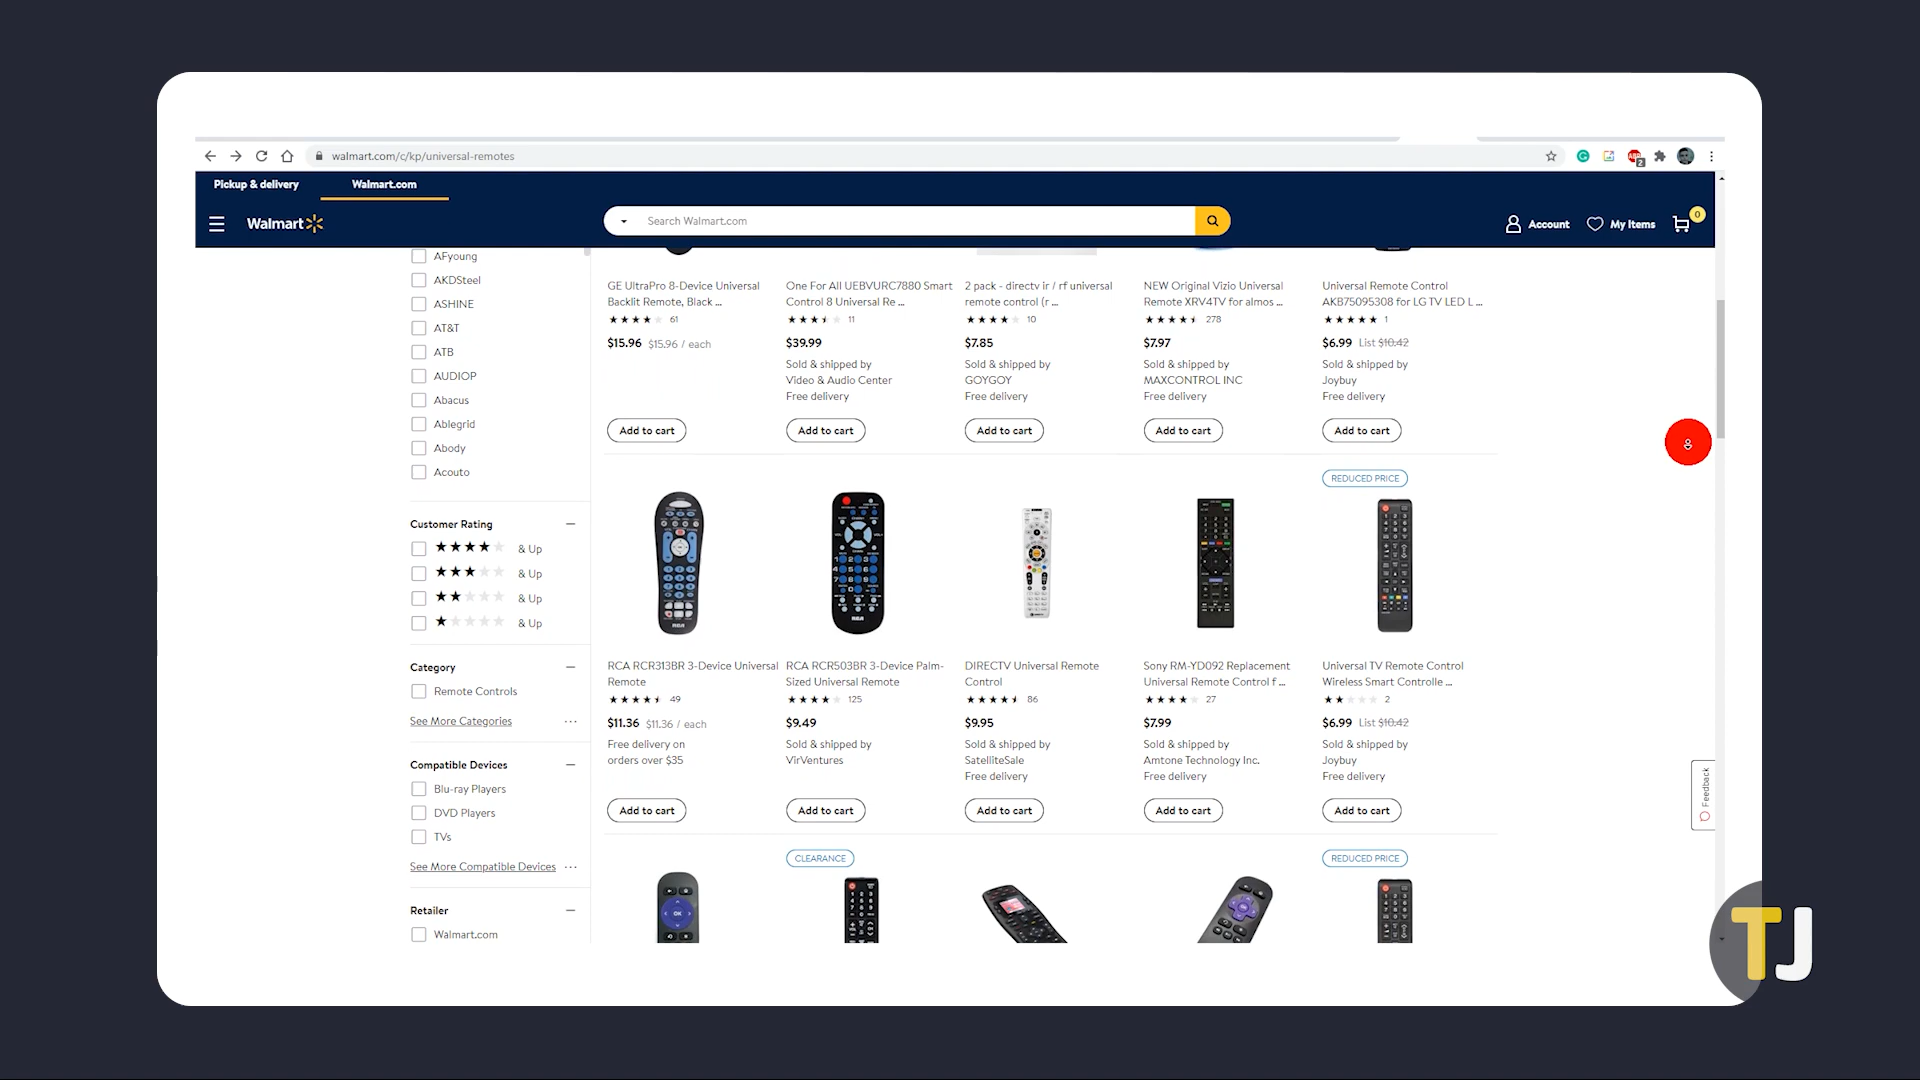 walmart.com/c/kp/universal-remotes
2
Pickup & delivery
Walmart.com
Walmart
Search Walmart.com
Account
My Items
0
AFyoung
AKDSteel
ASHINE
AT&T
ATB
AUDIOP
Abacus
Ablegrid
Abody
Acouto
Customer Rating
& Up
& Up
& Up
& Up
Category
Remote Controls
See More Categories
Compatible Devices
Blu-ray Players
DVD Players
TVs
See More Compatible Devices
Retailer
Walmart.com
GE UltraPro 8-Device Universal
Backlit Remote, Black ...
61
$15.96 $15.96 / each
Add to cart
One For All UEBVURC7880 Smart
Control 8 Universal Re ...
11
$39.99
Sold & shipped by
Video & Audio Center
Free delivery
Add to cart
2 pack - directv ir / rf universal
remote control (r ...
10
$7.85
Sold & shipped by
GOYGOY
Free delivery
Add to cart
NEW Original Vizio Universal
Remote XRV4TV for almos ...
278
$7.97
Sold & shipped by
MAXCONTROL INC
Free delivery
Add to cart
Universal Remote Control
AKB75095308 for LG TV LED L ...
1
$6.99 List $10.42
Sold & shipped by
Joybuy
Free delivery
Add to cart
RCA RCR313BR 3-Device Universal
Remote
49
$11.36 $11.36 / each
Free delivery on
orders over $35
Add to cart
RCA RCR503BR 3-Device Palm-
Sized Universal Remote
125
$9.49
Sold & shipped by
VirVentures
Add to cart
DIRECTV Universal Remote
Control
86
$9.95
Sold & shipped by
SatelliteSale
Free delivery
Add to cart
Sony RM-YD092 Replacement
Universal Remote Control f ...
27
$7.99
Sold & shipped by
Amtone Technology Inc.
Free delivery
Add to cart
REDUCED PRICE
Universal TV Remote Control
Wireless Smart Controlle ...
2
$6.99 List $10.42
Sold & shipped by
Joybuy
Free delivery
Add to cart
CLEARANCE
REDUCED PRICE
Feedback
TJ